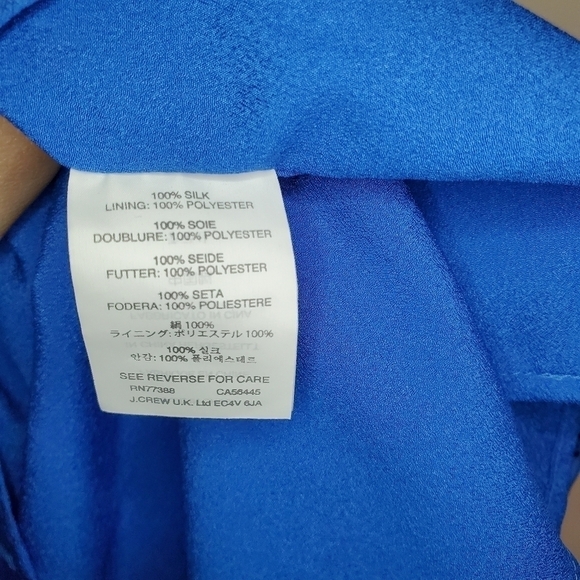 100% SILK
LINING: 100% POLYESTER
100% SOIE
DOUBLURE: 100% POLYESTER
100% SEIDE
FUTTER: 100% POLYESTER
100% SETA
FODERA: 100% POLIESTERE
絹 100%
ライニング: ポリエステル 100%
100% 실크
안감: 100% 폴리에스테르
SEE REVERSE FOR CARE
RN77388 CA56445
J.CREW U.K. Ltd EC4V 6JA